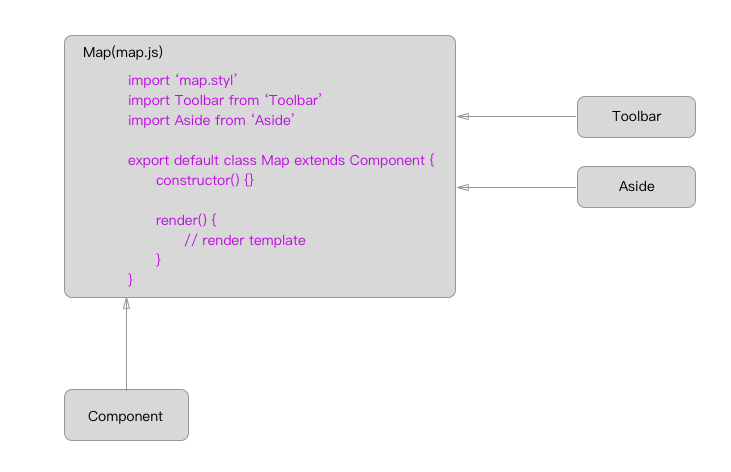 Map(map.js)
import ‘map.styl’
import Toolbar from ‘Toolbar’
import Aside from ‘Aside’
export default class Map extends Component {
constructor() {}
render() {
// render template
}
}
Toolbar
Aside
Component